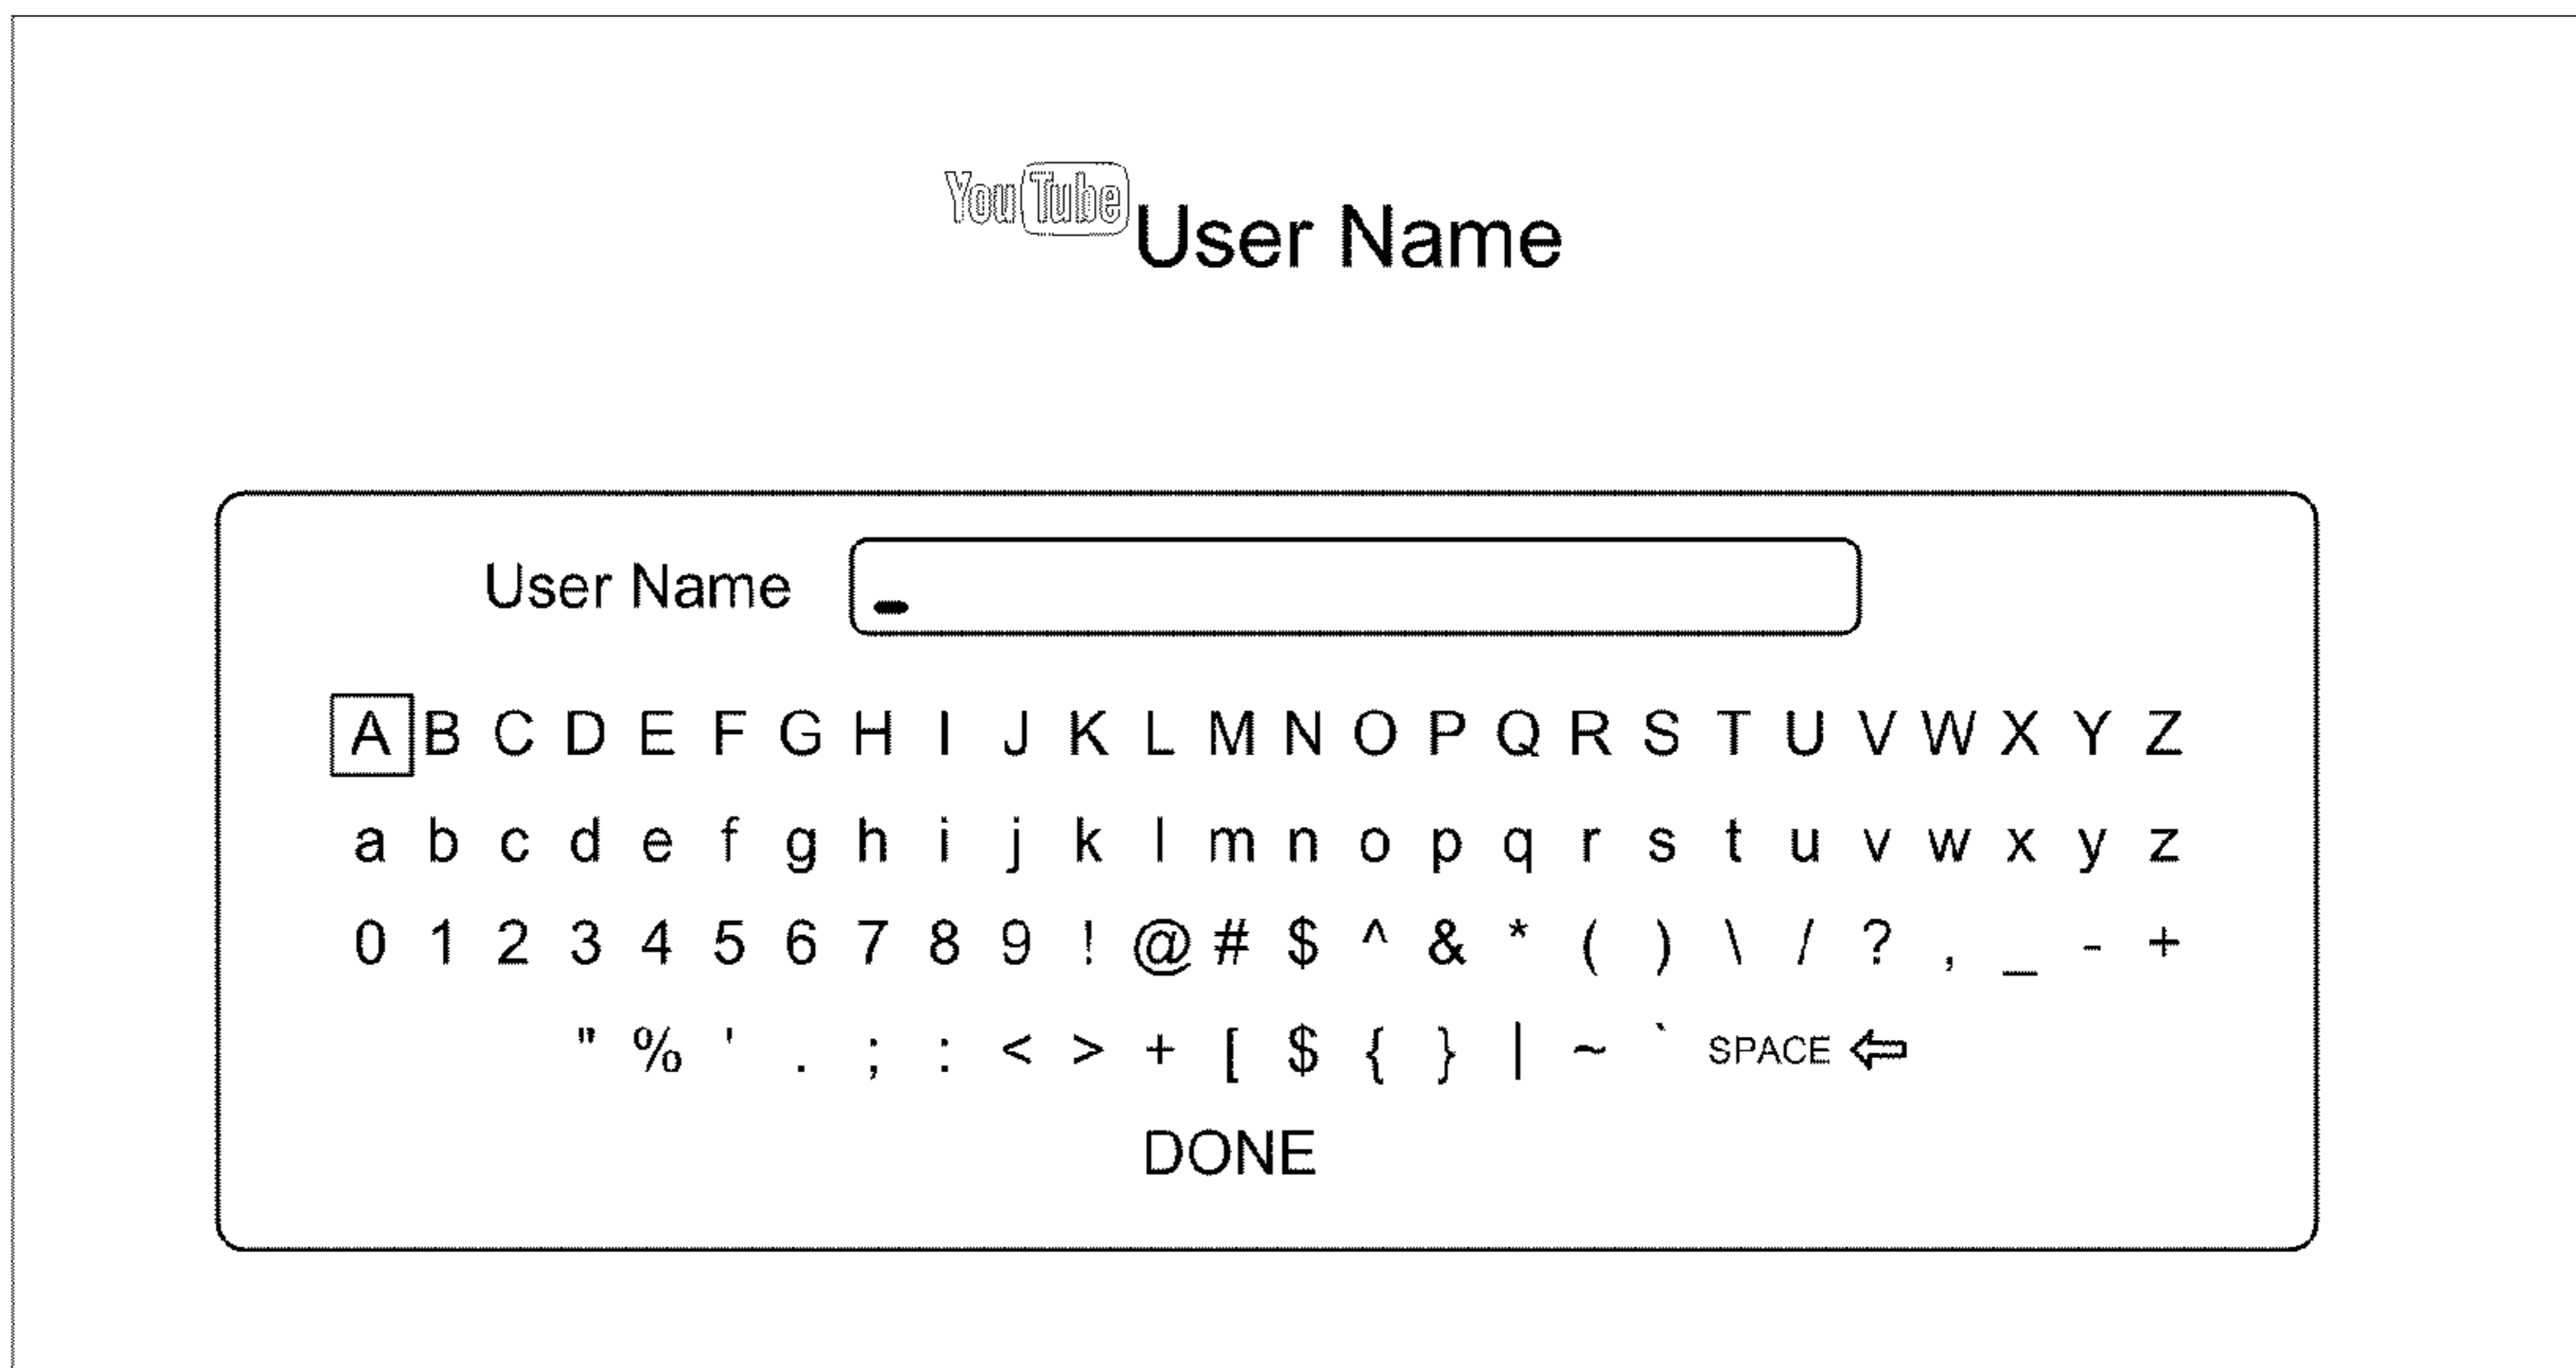 YouTube User Name
User Name _
A B C D E F G H I J K L M N O P Q R S T U V W X Y Z
a b c d e f g h i j k l m n o p q r s t u v w x y z
0 1 2 3 4 5 6 7 8 9 ! @ # $ ^ & * ( ) \ / ? , _ - +
" % ' . ; : < > + [ $ { } | ~ ` SPACE ⇦
DONE